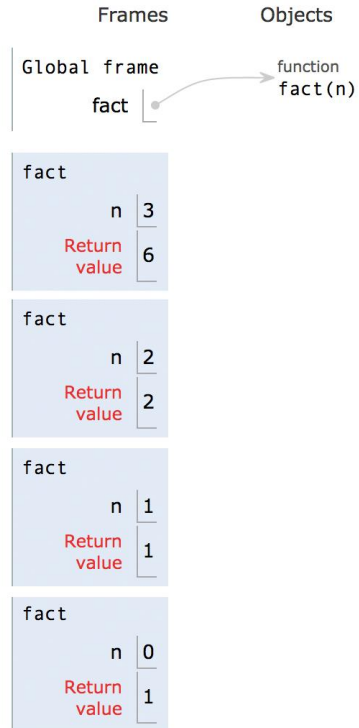 Frames Objects
Global frame
function
fact fact(n)
fact
n 3
Return
value 6
fact
n 2
Return
value 2
fact
n 1
Return
value 1
fact
n 0
Return
value 1